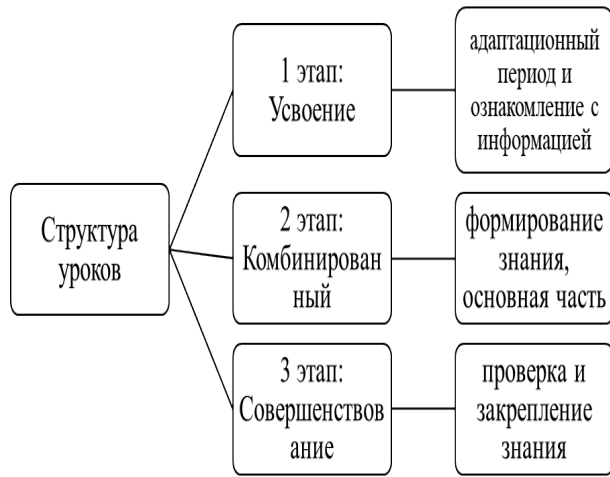 Структура
уроков
1 этап:
Усвоение
адаптационный
период и
ознакомление с
информацией
2 этап:
Комбинирован
ный
формирование
знания,
основная часть
3 этап:
Совершенствов
ание
проверка и
закрепление
знания